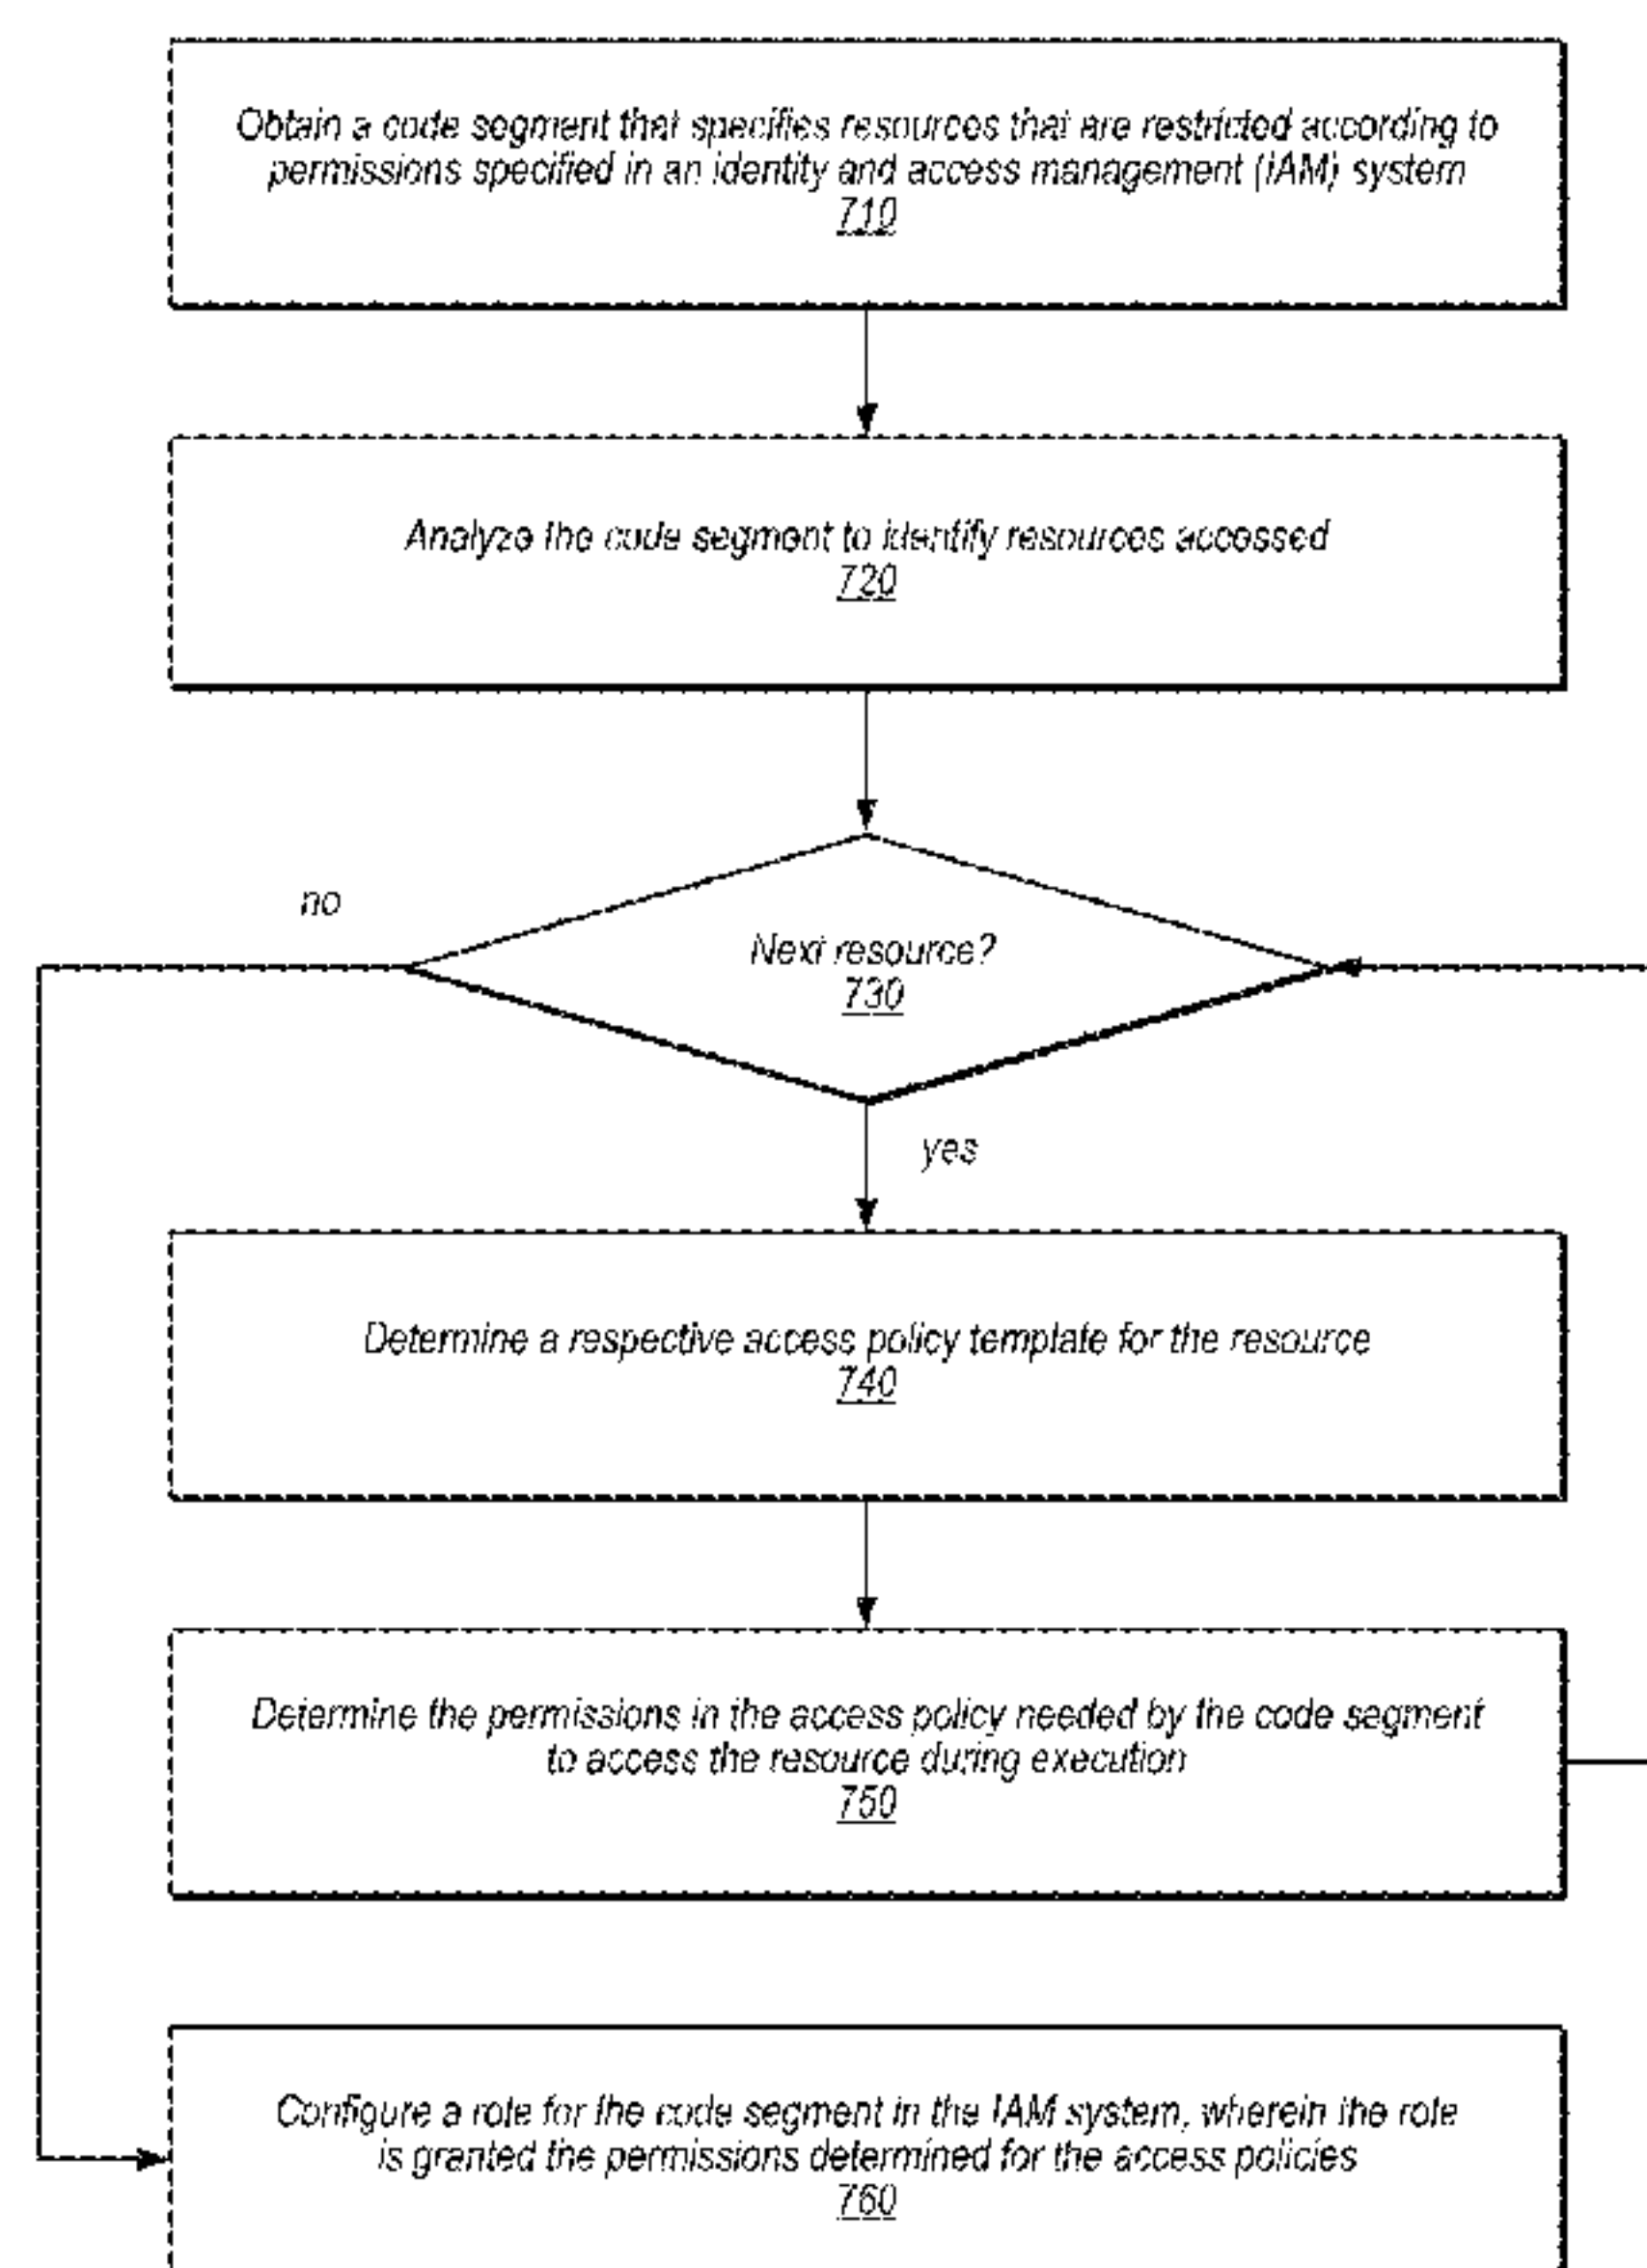 Obtain a code segment that specifies resources that are restricted according to
permissions specified in an identity and access management (IAM) system
710
Analyze the code segment to identify resources accessed
720
no
Next resource?
730
yes
Determine a respective access policy template for the resource
740
Determine the permissions in the access policy needed by the code segment
to access the resource during execution
750
Configure a role for the code segment in the IAM system, wherein the role
is granted the permissions determined for the access policies
760